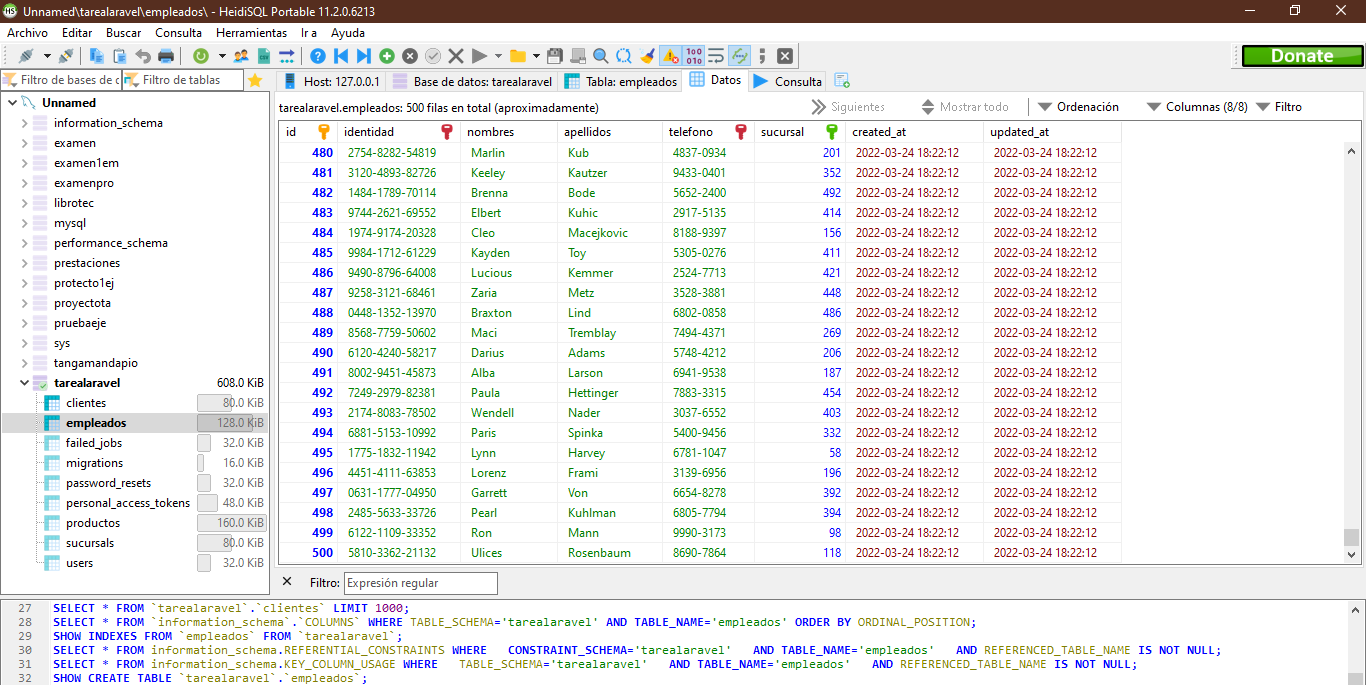 HS Unnamed\tarealaravel\empleados\ - HeidiSQL Portable 11.2.0.6213
Archivo Editar Buscar Consulta Herramientas Ir a Ayuda
Donate
Filtro de bases de d Filtro de tablas
Host: 127.0.0.1 Base de datos: tarealaravel Tabla: empleados Datos Consulta
Unnamed
information_schema
examen
examen1em
examenpro
librotec
mysql
performance_schema
prestaciones
protecto1ej
proyectota
pruebaeje
sys
tangamandapio
tarealaravel 608.0 KiB
clientes 80.0 KiB
empleados 128.0 KiB
failed_jobs 32.0 KiB
migrations 16.0 KiB
password_resets 32.0 KiB
personal_access_tokens 48.0 KiB
productos 160.0 KiB
sucursals 80.0 KiB
users 32.0 KiB
tarealaravel.empleados: 500 filas en total (aproximadamente) Siguientes Mostrar todo Ordenación Columnas (8/8) Filtro
id identidad nombres apellidos telefono sucursal created_at updated_at
480 2754-8282-54819 Marlin Kub 4837-0934 201 2022-03-24 18:22:12 2022-03-24 18:22:12
481 3120-4893-82726 Keeley Kautzer 9433-0401 352 2022-03-24 18:22:12 2022-03-24 18:22:12
482 1484-1789-70114 Brenna Bode 5652-2400 492 2022-03-24 18:22:12 2022-03-24 18:22:12
483 9744-2621-69552 Elbert Kuhic 2917-5135 414 2022-03-24 18:22:12 2022-03-24 18:22:12
484 1974-9174-20328 Cleo Macejkovic 8188-9397 156 2022-03-24 18:22:12 2022-03-24 18:22:12
485 9984-1712-61229 Kayden Toy 5305-0276 411 2022-03-24 18:22:12 2022-03-24 18:22:12
486 9490-8796-64008 Lucious Kemmer 2524-7713 421 2022-03-24 18:22:12 2022-03-24 18:22:12
487 9258-3121-68461 Zaria Metz 3528-3881 448 2022-03-24 18:22:12 2022-03-24 18:22:12
488 0448-1352-13970 Braxton Lind 6802-0858 486 2022-03-24 18:22:12 2022-03-24 18:22:12
489 8568-7759-50602 Maci Tremblay 7494-4371 269 2022-03-24 18:22:12 2022-03-24 18:22:12
490 6120-4240-58217 Darius Adams 5748-4212 206 2022-03-24 18:22:12 2022-03-24 18:22:12
491 8002-9451-45873 Alba Larson 6941-9538 187 2022-03-24 18:22:12 2022-03-24 18:22:12
492 7249-2979-82381 Paula Hettinger 7883-3315 454 2022-03-24 18:22:12 2022-03-24 18:22:12
493 2174-8083-78502 Wendell Nader 3037-6552 403 2022-03-24 18:22:12 2022-03-24 18:22:12
494 6881-5153-10992 Paris Spinka 5400-9456 332 2022-03-24 18:22:12 2022-03-24 18:22:12
495 1775-1832-11942 Lynn Harvey 6781-1047 58 2022-03-24 18:22:12 2022-03-24 18:22:12
496 4451-4111-63853 Lorenz Frami 3139-6956 196 2022-03-24 18:22:12 2022-03-24 18:22:12
497 0631-1777-04950 Garrett Von 6654-8278 392 2022-03-24 18:22:12 2022-03-24 18:22:12
498 2485-5633-33726 Pearl Kuhlman 6805-7794 394 2022-03-24 18:22:12 2022-03-24 18:22:12
499 6122-1109-33352 Ron Mann 9990-3173 98 2022-03-24 18:22:12 2022-03-24 18:22:12
500 5810-3362-21132 Ulices Rosenbaum 8690-7864 118 2022-03-24 18:22:12 2022-03-24 18:22:12
Filtro: Expresión regular
27 SELECT * FROM `tarealaravel`.`clientes` LIMIT 1000;
28 SELECT * FROM `information_schema`.`COLUMNS` WHERE TABLE_SCHEMA='tarealaravel' AND TABLE_NAME='empleados' ORDER BY ORDINAL_POSITION;
29 SHOW INDEXES FROM `empleados` FROM `tarealaravel`;
30 SELECT * FROM information_schema.REFERENTIAL_CONSTRAINTS WHERE CONSTRAINT_SCHEMA='tarealaravel' AND TABLE_NAME='empleados' AND REFERENCED_TABLE_NAME IS NOT NULL;
31 SELECT * FROM information_schema.KEY_COLUMN_USAGE WHERE TABLE_SCHEMA='tarealaravel' AND TABLE_NAME='empleados' AND REFERENCED_TABLE_NAME IS NOT NULL;
32 SHOW CREATE TABLE `tarealaravel`.`empleados`;